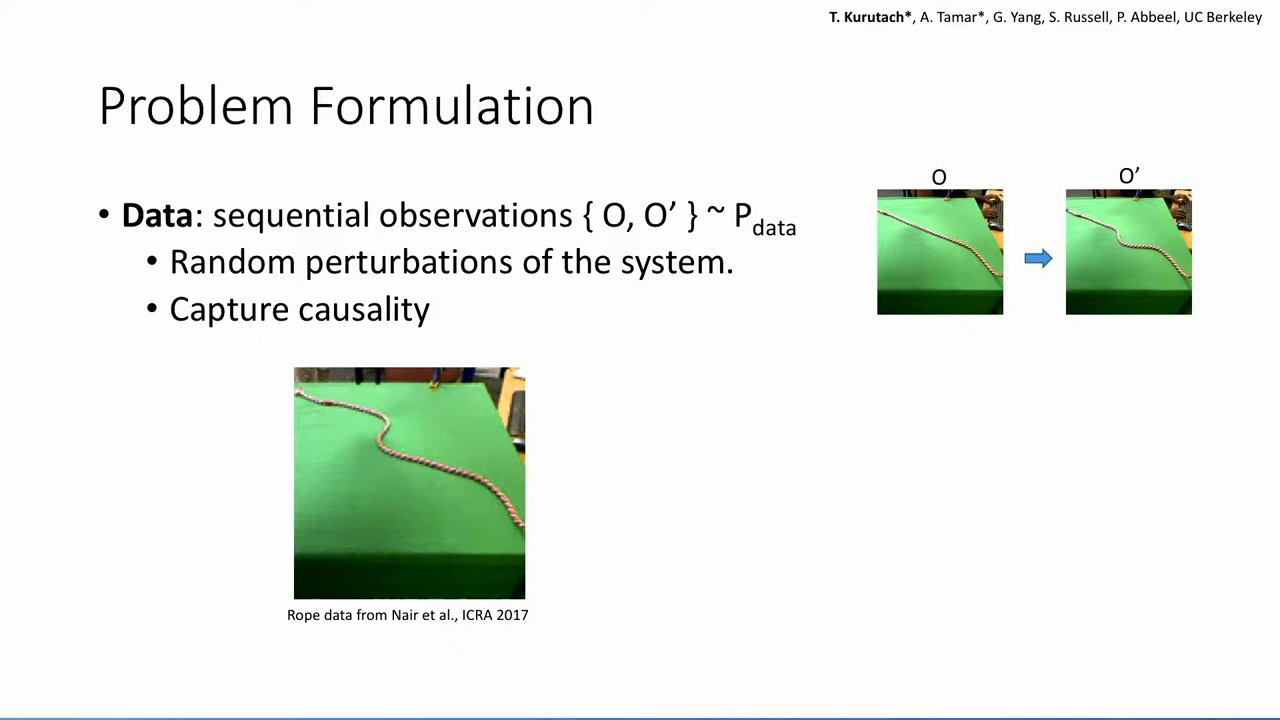 T. Kurutach*, A. Tamar*, G. Yang, S. Russell, P. Abbeel, UC Berkeley
Problem Formulation
• Data: sequential observations { O, O’ } ~ Pdata
• Random perturbations of the system.
• Capture causality
O
O’
Rope data from Nair et al., ICRA 2017